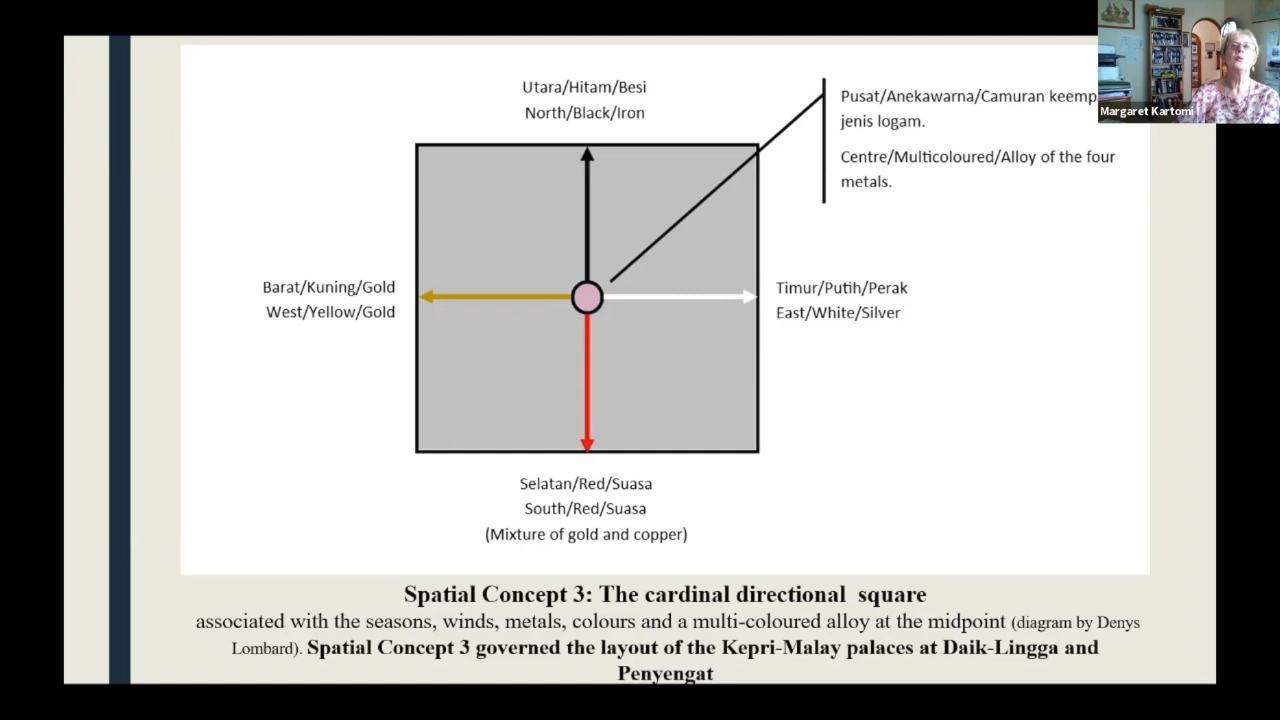 Utara/Hitam/Besi
North/Black/Iron
Pusat/Anekawarna/Camuran keemp
jenis logam.
Centre/Multicoloured/Alloy of the four
metals.
Margaret Kartomi
Barat/Kuning/Gold
West/Yellow/Gold
Timur/Putih/Perak
East/White/Silver
Selatan/Red/Suasa
South/Red/Suasa
(Mixture of gold and copper)
Spatial Concept 3: The cardinal directional square
associated with the seasons, winds, metals, colours and a multi-coloured alloy at the midpoint (diagram by Denys
Lombard). Spatial Concept 3 governed the layout of the Kepri-Malay palaces at Daik-Lingga and
Penyengat